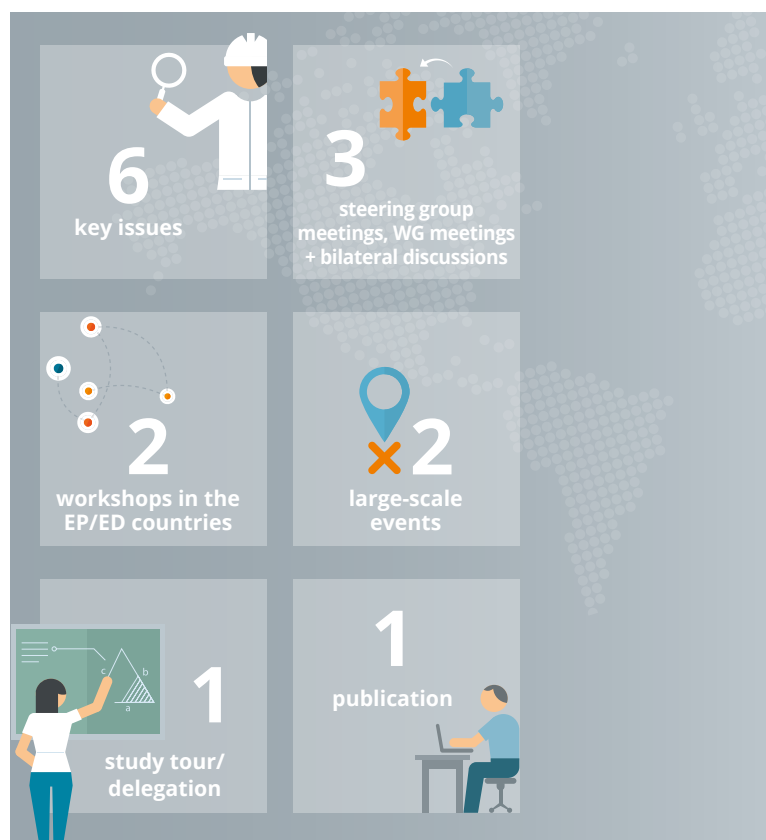 6
key issues
3
steering group
meetings, WG meetings
+ bilateral discussions
2
workshops in the
EP/ED countries
2
large-scale
events
c
b
a
1
study tour/
delegation
1
publication